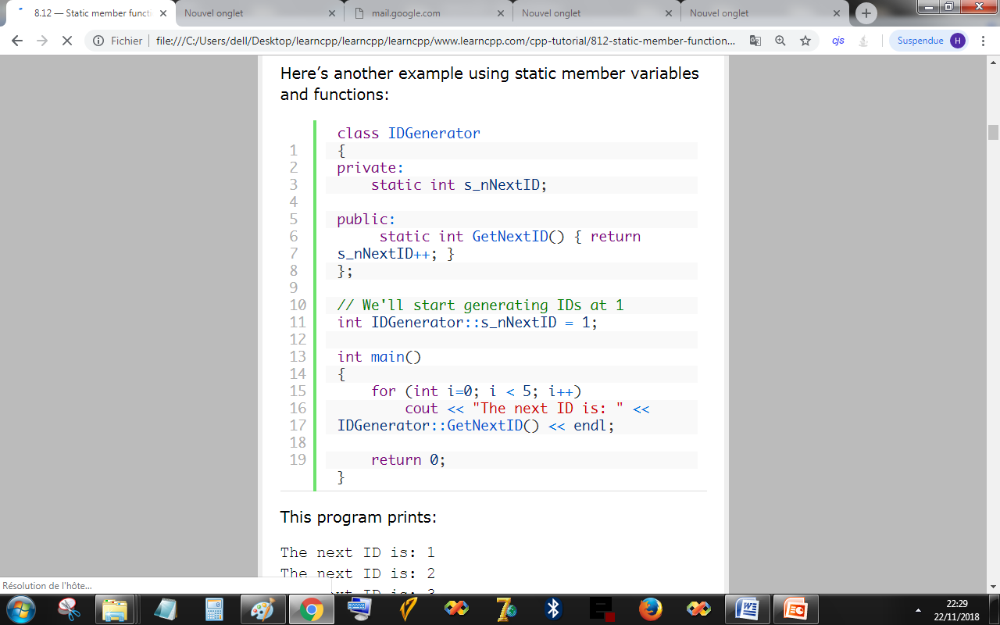 8.12 — Static member functi
Nouvel onglet
mail.google.com
Nouvel onglet
Nouvel onglet
Fichier
file:///C:/Users/dell/Desktop/learncpp/learncpp/learncpp/www.learncpp.com/cpp-tutorial/812-static-member-function...
cjs
Suspendue
H
Here’s another example using static member variables
and functions:
class IDGenerator
1 {
2 private:
3     static int s_nNextID;
4
5 public:
6      static int GetNextID() { return
7 s_nNextID++; }
8 };
9
10 // We'll start generating IDs at 1
11 int IDGenerator::s_nNextID = 1;
12
13 int main()
14 {
15     for (int i=0; i < 5; i++)
16         cout << "The next ID is: " <<
17 IDGenerator::GetNextID() << endl;
18
19     return 0;
}
This program prints:
The next ID is: 1
The next ID is: 2
Résolution de l'hôte...
next ID is: 3
22:29
22/11/2018